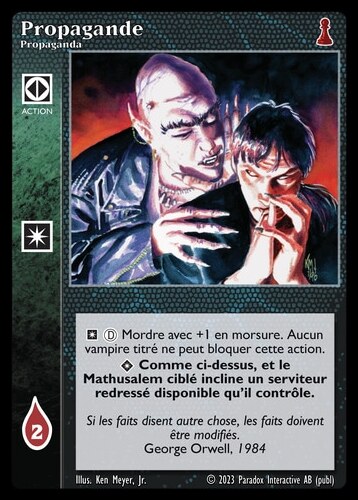 Propagande
Propaganda
ACTION
D Mordre avec +1 en morsure. Aucun
vampire titré ne peut bloquer cette action.
Comme ci-dessus, et le
Mathusalem ciblé incline un serviteur
redressé disponible qu'il contrôle.
Si les faits disent autre chose, les faits doivent
être modifiés.
George Orwell, 1984
2
Illus. Ken Meyer, Jr.
© 2023 Paradox Interactive AB (publ)